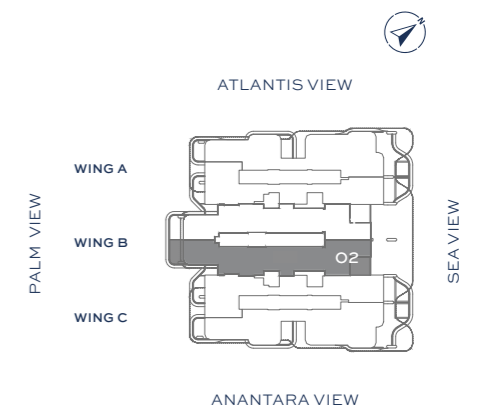 N
ATLANTIS VIEW
WING A
PALM VIEW
WING B
02
SEA VIEW
WING C
ANANTARA VIEW